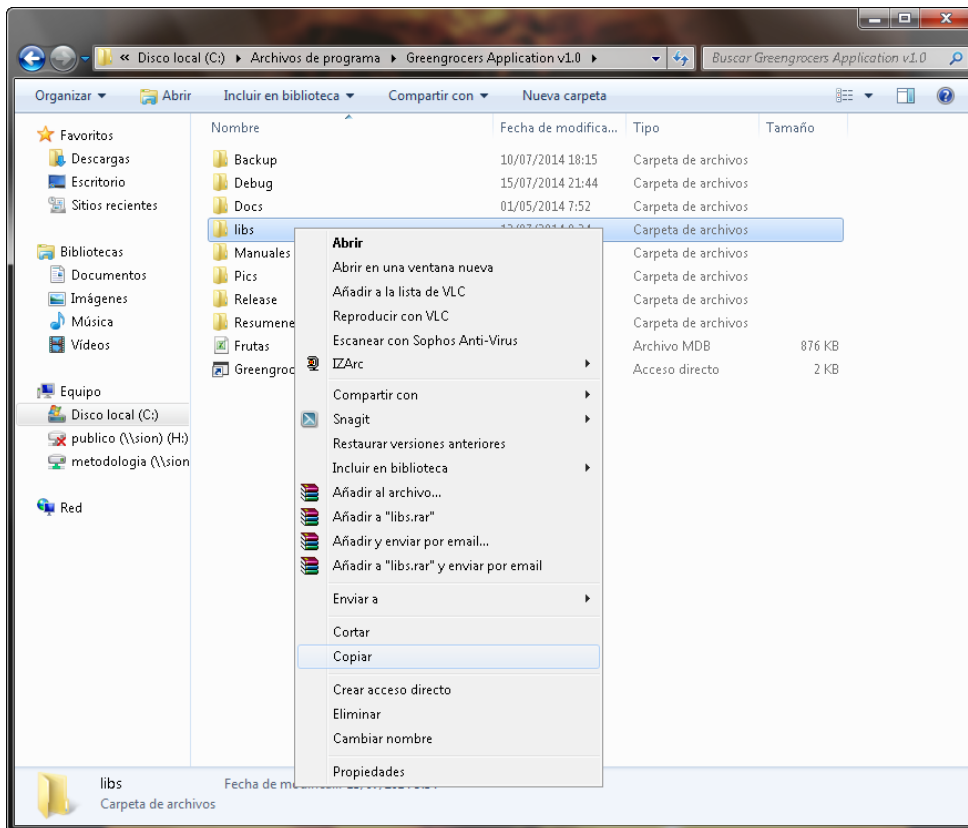 « Disco local (C:) ▸ Archivos de programa ▸ Greengrocers Application v1.0 ▸
Buscar Greengrocers Application v1.0
Organizar
Abrir
Incluir en biblioteca
Compartir con
Nueva carpeta
Favoritos
Descargas
Escritorio
Sitios recientes
Bibliotecas
Documentos
Imágenes
Música
Vídeos
Equipo
Disco local (C:)
publico (\\sion) (H:)
metodologia (\\sion
Red
Nombre Fecha de modifica... Tipo Tamaño
Backup 10/07/2014 18:15 Carpeta de archivos
Debug 15/07/2014 21:44 Carpeta de archivos
Docs 01/05/2014 7:52 Carpeta de archivos
libs Carpeta de archivos
Manuales Carpeta de archivos
Pics Carpeta de archivos
Release Carpeta de archivos
Resumene Carpeta de archivos
Frutas Archivo MDB 876 KB
Greengroc Acceso directo 2 KB
Abrir
Abrir en una ventana nueva
Añadir a la lista de VLC
Reproducir con VLC
Escanear con Sophos Anti-Virus
IZArc
Compartir con
Snagit
Restaurar versiones anteriores
Incluir en biblioteca
Añadir al archivo...
Añadir a "libs.rar"
Añadir y enviar por email...
Añadir a "libs.rar" y enviar por email
Enviar a
Cortar
Copiar
Crear acceso directo
Eliminar
Cambiar nombre
Propiedades
libs Fecha de
Carpeta de archivos